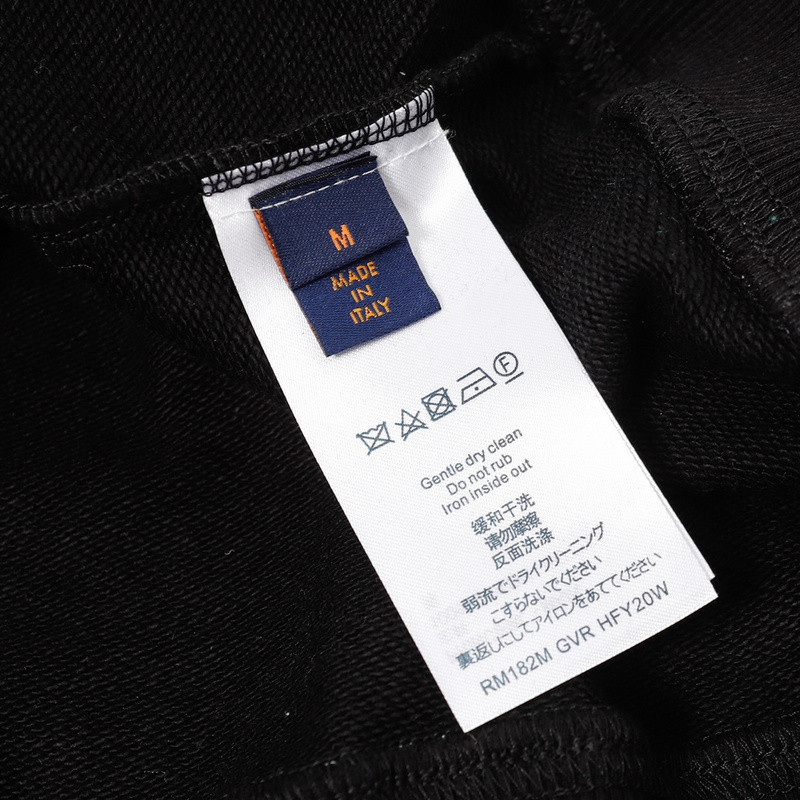 M
MADE
IN
ITALY
F
Gentle dry clean
Do not rub
Iron inside out
缓和干洗
请勿摩擦
反面洗涤
弱流でドライクリーニング
こすらないでください
裏返しにしてアイロンをあててください
RM182M GVR HFY20W